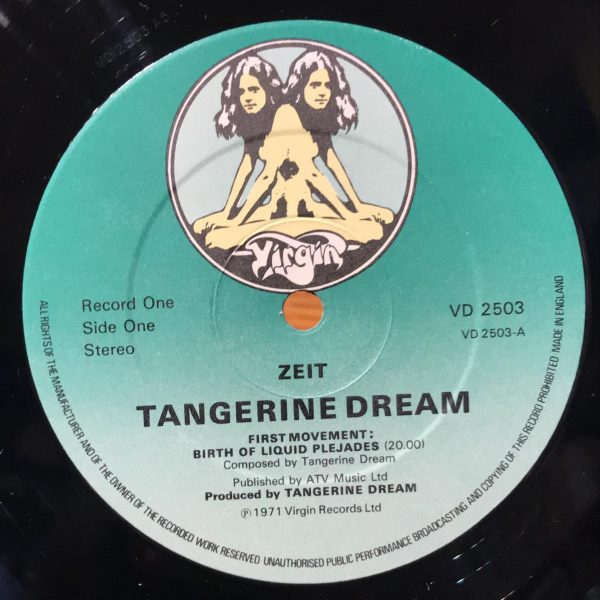 VD 2503 A5
Virgin
Record One
Side One
Stereo
VD 2503
VD 2503-A
ZEIT
TANGERINE DREAM
FIRST MOVEMENT:
BIRTH OF LIQUID PLEJADES (20.00)
Composed by Tangerine Dream
Published by ATV Music Ltd
Produced by TANGERINE DREAM
℗ 1971 Virgin Records Ltd
ALL RIGHTS OF THE MANUFACTURER AND OF THE OWNER OF THE RECORDED WORK RESERVED UNAUTHORISED PUBLIC PERFORMANCE BROADCASTING AND COPYING OF THIS RECORD PROHIBITED MADE IN ENGLAND